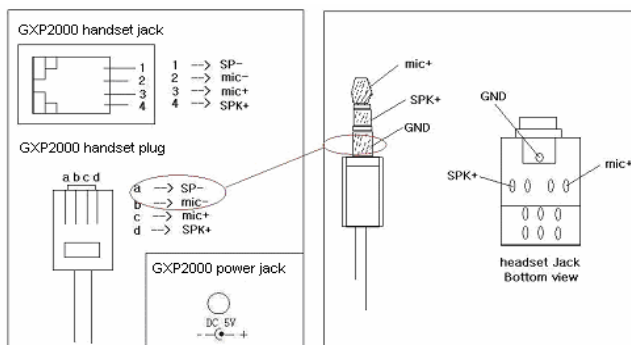 GXP2000 handset jack
1
2
3
4
1 --> SP-
2 --> mic-
3 --> mic+
4 --> SPK+
GXP2000 handset plug
a b c d
a --> SP-
b --> mic-
c --> mic+
d --> SPK+
GXP2000 power jack
DC 5V
- +
mic+
SPK+
GND
GND
SPK+
mic+
headset Jack
Bottom view